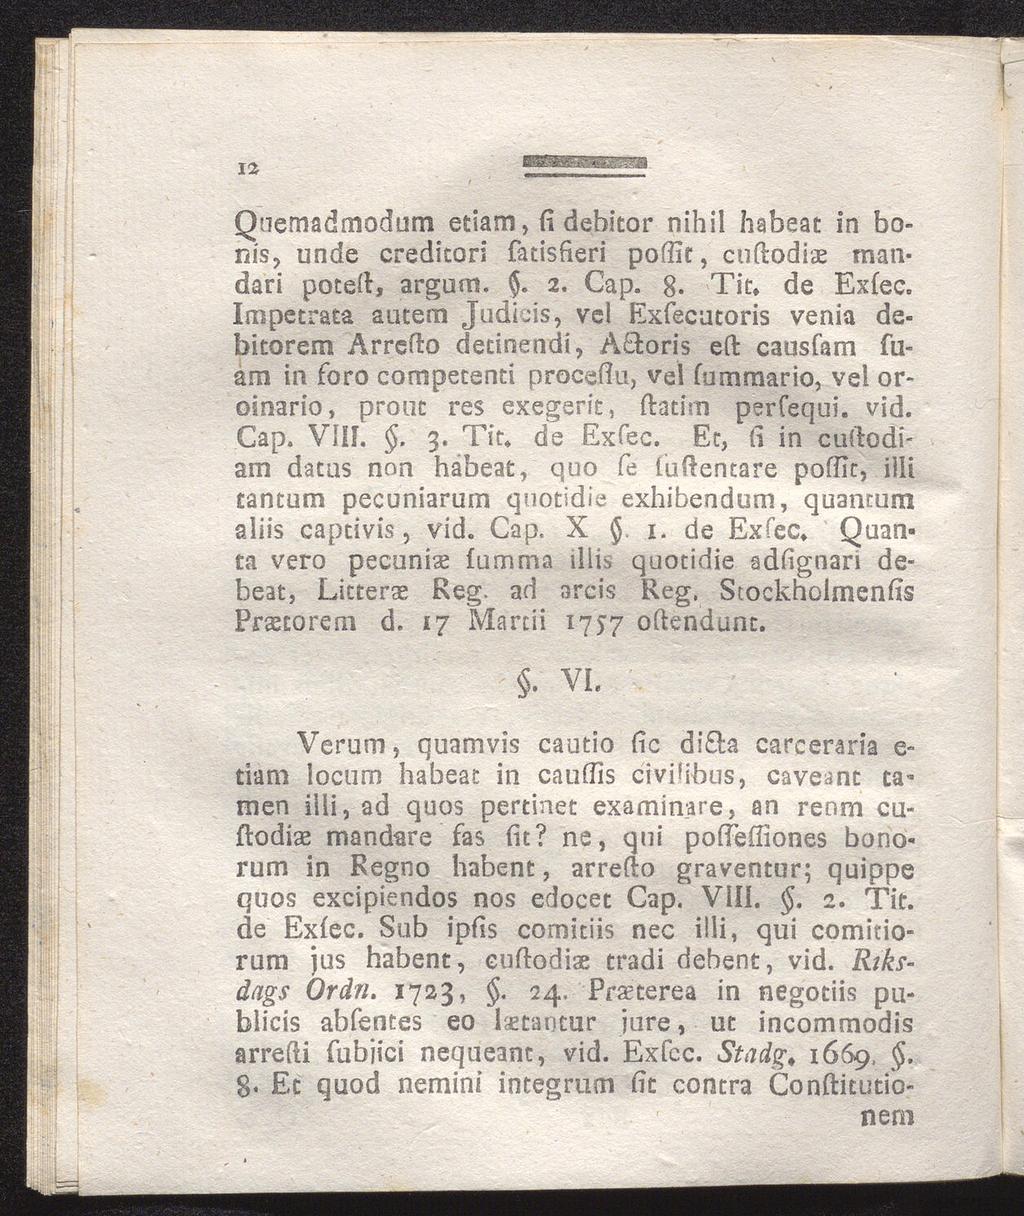 12
Quemadmodum etiam, ſi debitor nihil habeat in bo-
nis, unde creditori ſatisfieri poſſit, cuſtodiæ man-
dari poteſt, argum. §. 2. Cap. 8. Tit. de Exſec.
Impetrata autem Judicis, vel Exſecutoris venia de-
bitorem Arreſto detinendi, Actoris eſt causſam ſu-
am in foro competenti proceſſu, vel ſummario, vel or-
oinario, prout res exegerit, ſtatim perſequi. vid.
Cap. VIII. §. 3. Tit. de Exſec. Et, ſi in cuſtodi-
am datus non habeat, quo ſe ſuſtentare poſſit, illi
tantum pecuniarum quotidie exhibendum, quantum
aliis captivis, vid. Cap. X §. 1. de Exſec. Quan-
ta vero pecuniæ ſumma illis quotidie adſignari de-
beat, Litteræ Reg. ad arcis Reg. Stockholmenſis
Prætorem d. 17 Martii 1757 oſtendunt.
§. VI.
Verum, quamvis cautio ſic dicta carceraria e-
tiam locum habeat in cauſſis civilibus, caveant ta-
men illi, ad quos pertinet examinare, an reum cu-
ſtodiæ mandare fas ſit? ne, qui poſſeſſiones bono-
rum in Regno habent, arreſto graventur; quippe
quos excipiendos nos edocet Cap. VIII. §. 2. Tit.
de Exſec. Sub ipſis comitiis nec illi, qui comitio-
rum jus habent, cuſtodiæ tradi debent, vid. Riks-
dags Ordn. 1723, §. 24. Præterea in negotiis pu-
blicis abſentes eo lætantur jure, ut incommodis
arreſti ſubjici nequeant, vid. Exſec. Stadg. 1669. §.
8. Et quod nemini integrum ſit contra Conſtitutio-
nem